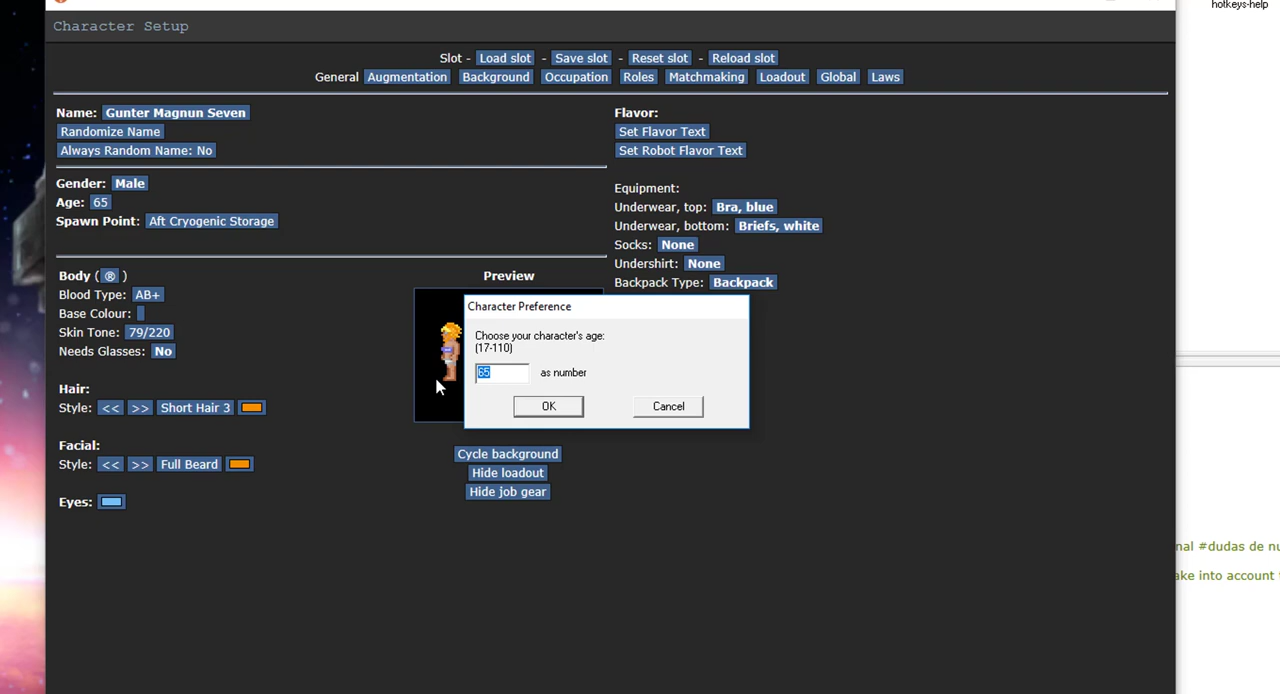 hotkeys-help
Character Setup
Slot - Load slot - Save slot - Reset slot - Reload slot
General Augmentation Background Occupation Roles Matchmaking Loadout Global Laws
Name: Gunter Magnun Seven
Randomize Name
Always Random Name: No
Gender: Male
Age: 65
Spawn Point: Aft Cryogenic Storage
Body (® )
Blood Type: AB+
Base Colour:
Skin Tone: 79/220
Needs Glasses: No
Hair:
Style: << >> Short Hair 3
Facial:
Style: << >> Full Beard
Eyes:
Preview
Cycle background
Hide loadout
Hide job gear
Flavor:
Set Flavor Text
Set Robot Flavor Text
Equipment:
Underwear, top: Bra, blue
Underwear, bottom: Briefs, white
Socks: None
Undershirt: None
Backpack Type: Backpack
Character Preference
Choose your character's age:
(17-110)
65 as number
OK Cancel
#dudas de
into account